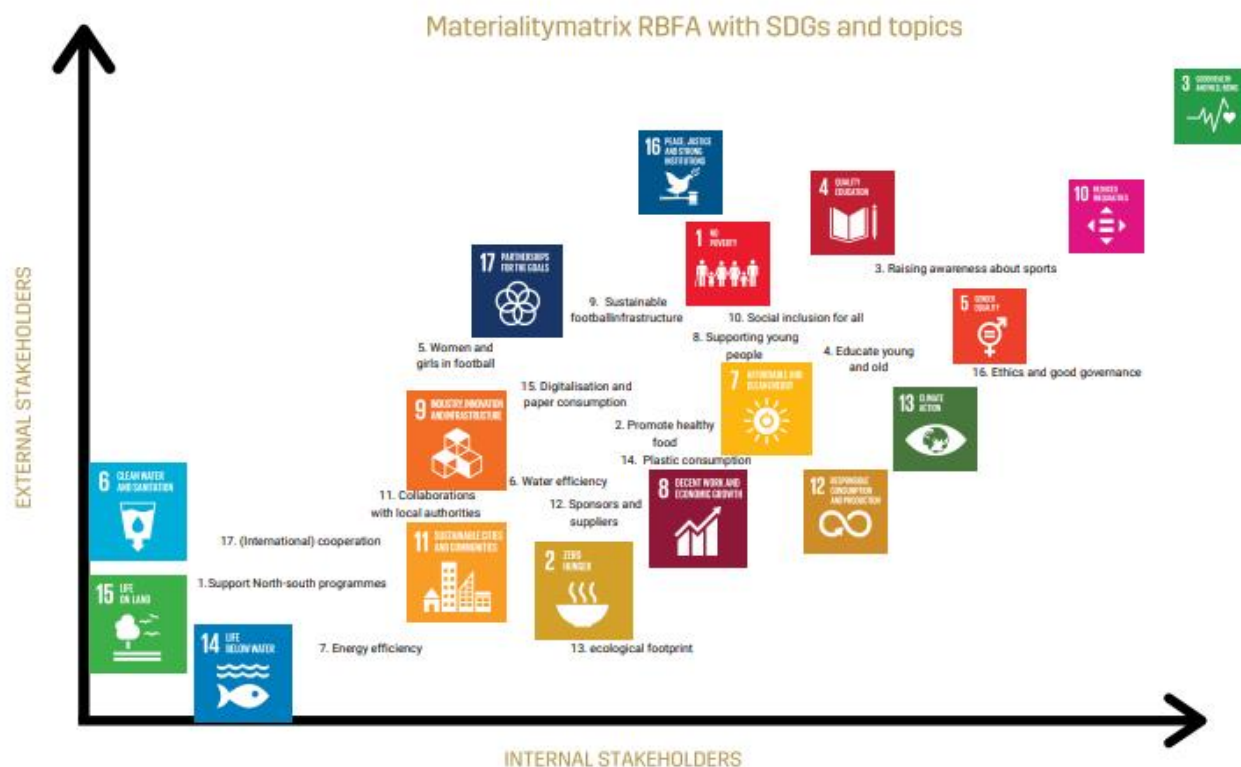 Materialitymatrix RBFA with SDGs and topics
3 GOOD HEALTH
AND WELL-BEING
16 PEACE, JUSTICE
AND STRONG
INSTITUTIONS
4 QUALITY
EDUCATION
10 REDUCED
INEQUALITIES
1 NO
POVERTY
17 PARTNERSHIPS
FOR THE GOALS
3. Raising awareness about sports
5 GENDER
EQUALITY
9. Sustainable
footballinfrastructure
10. Social inclusion for all
8. Supporting young
people
5. Women and
girls in football
4. Educate young
and old
16. Ethics and good governance
7 AFFORDABLE AND
CLEAN ENERGY
15. Digitalisation and
paper consumption
13 CLIMATE
ACTION
9 INDUSTRY, INNOVATION
AND INFRASTRUCTURE
2. Promote healthy
food
14. Plastic consumption
6 CLEAN WATER
AND SANITATION
6. Water efficiency
8 DECENT WORK AND
ECONOMIC GROWTH
12 RESPONSIBLE
CONSUMPTION
AND PRODUCTION
11. Collaborations
with local authorities
12. Sponsors and
suppliers
17. (International) cooperation
11 SUSTAINABLE CITIES
AND COMMUNITIES
2 ZERO
HUNGER
15 LIFE
ON LAND
1.Support North-south programmes
14 LIFE
BELOW WATER
7. Energy efficiency
13. ecological footprint
EXTERNAL STAKEHOLDERS
INTERNAL STAKEHOLDERS